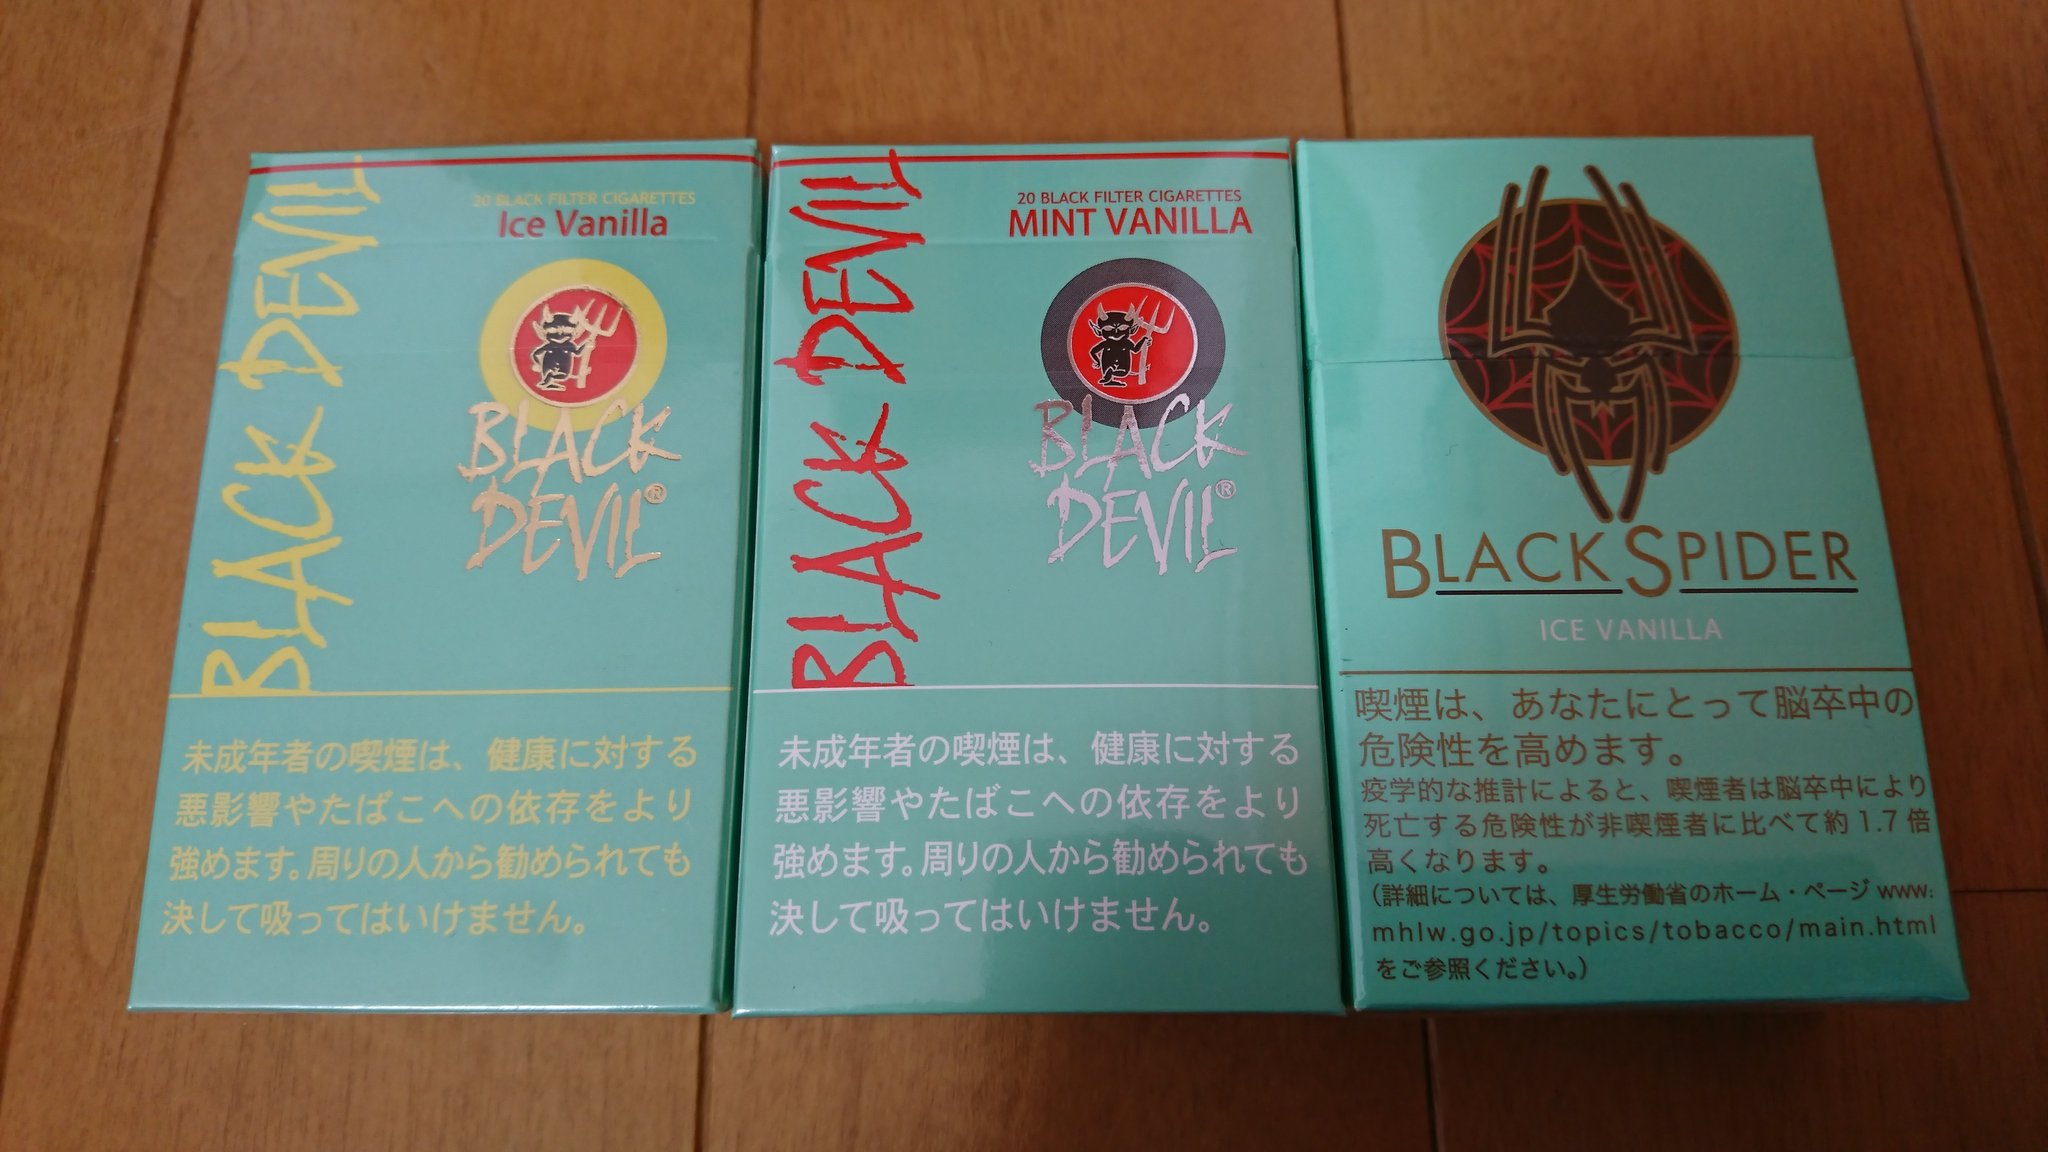 BLACK DEVIL
20 BLACK FILTER CIGARETTES
Ice Vanilla
BLACK
DEVIL®
未成年者の喫煙は、健康に対する
悪影響やたばこへの依存をより
強めます。周りの人から勧められても
決して吸ってはいけません。
BLACK DEVIL
20 BLACK FILTER CIGARETTES
MINT VANILLA
BLACK
DEVIL®
未成年者の喫煙は、健康に対する
悪影響やたばこへの依存をより
強めます。周りの人から勧められても
決して吸ってはいけません。
BLACK SPIDER
ICE VANILLA
喫煙は、あなたにとって脳卒中の
危険性を高めます。
疫学的な推計によると、喫煙者は脳卒中により
死亡する危険性が非喫煙者に比べて約 1.7 倍
高くなります。
(詳細については、厚生労働省のホーム・ページ www.
mhlw.go.jp/topics/tobacco/main.html
をご参照ください。)